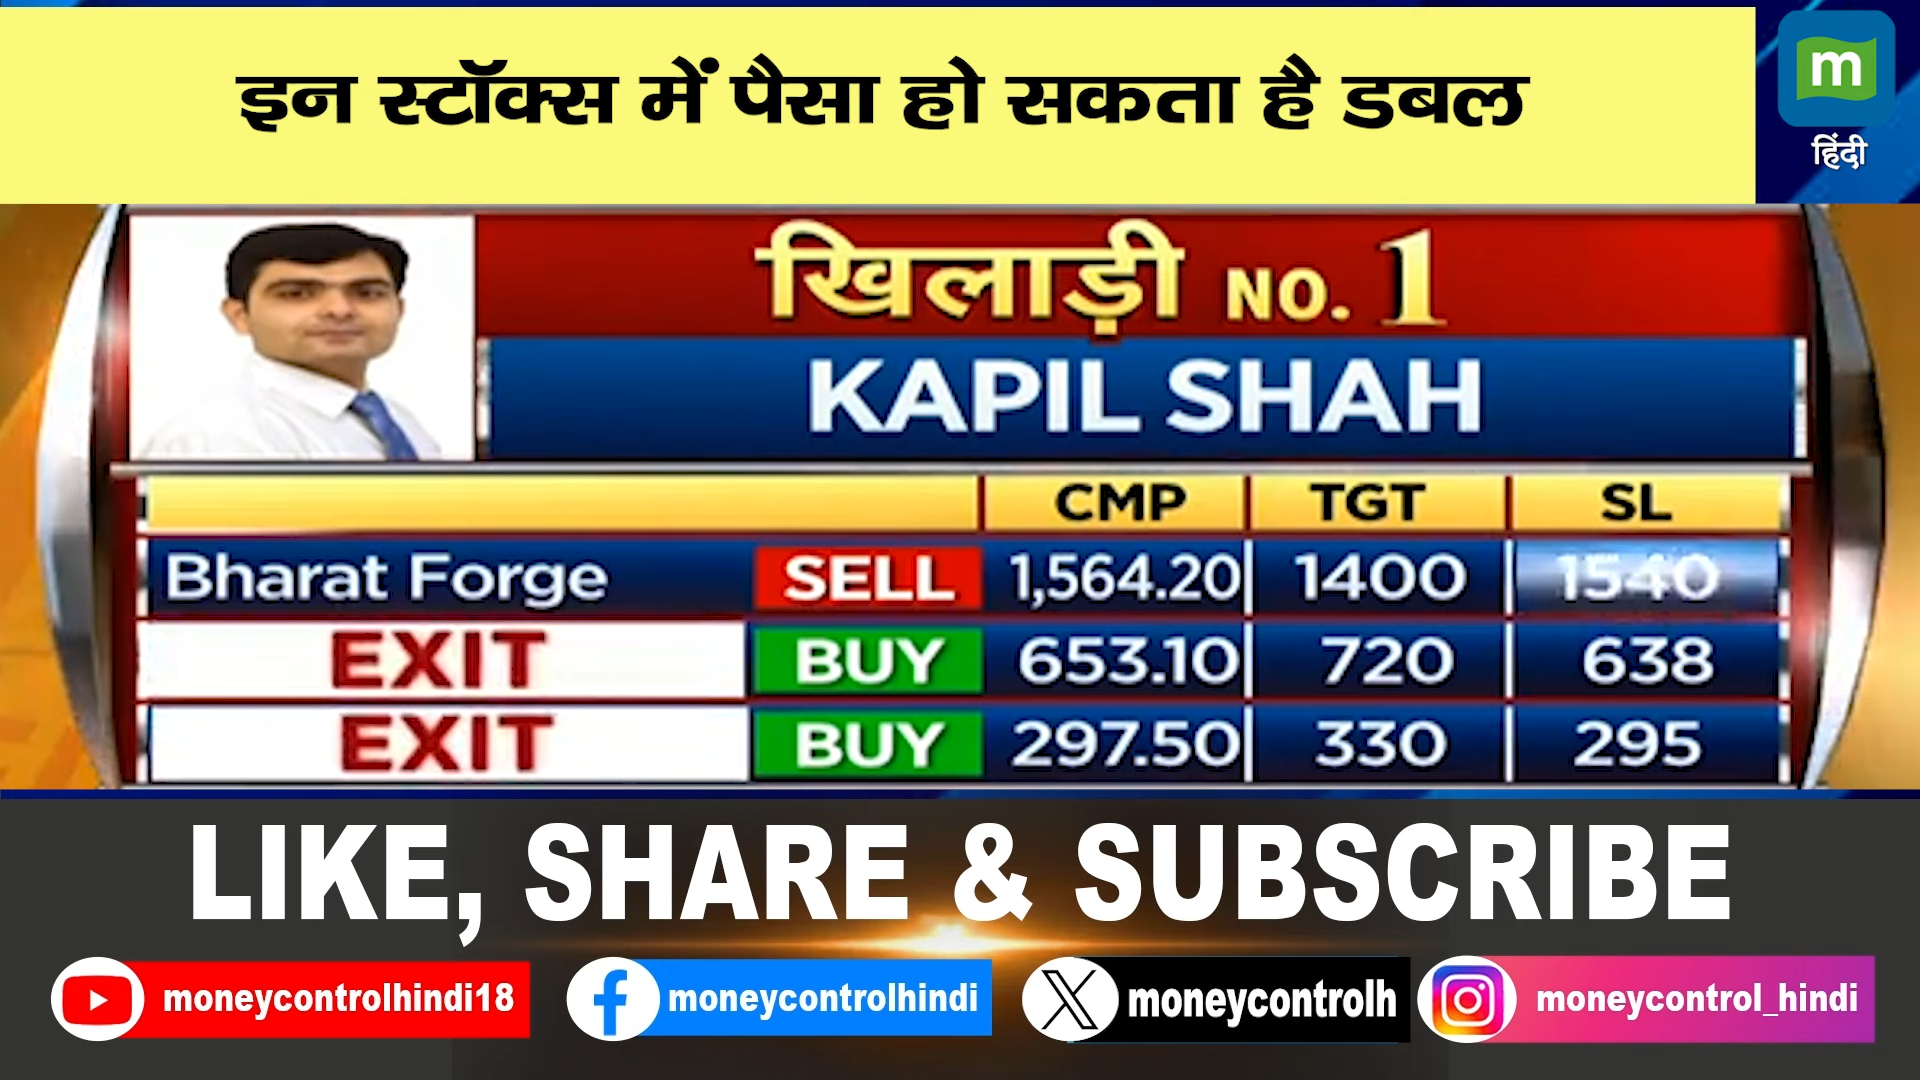 इन स्टॉक्स में पैसा हो सकता है डबल
m
हिंदी
खिलाड़ी NO. 1
KAPIL SHAH
CMP TGT SL
Bharat Forge SELL 1,564.20 1400 1540
EXIT BUY 653.10 720 638
EXIT BUY 297.50 330 295
LIKE, SHARE & SUBSCRIBE
moneycontrolhindi18 moneycontrolhindi moneycontrolh moneycontrol_hindi